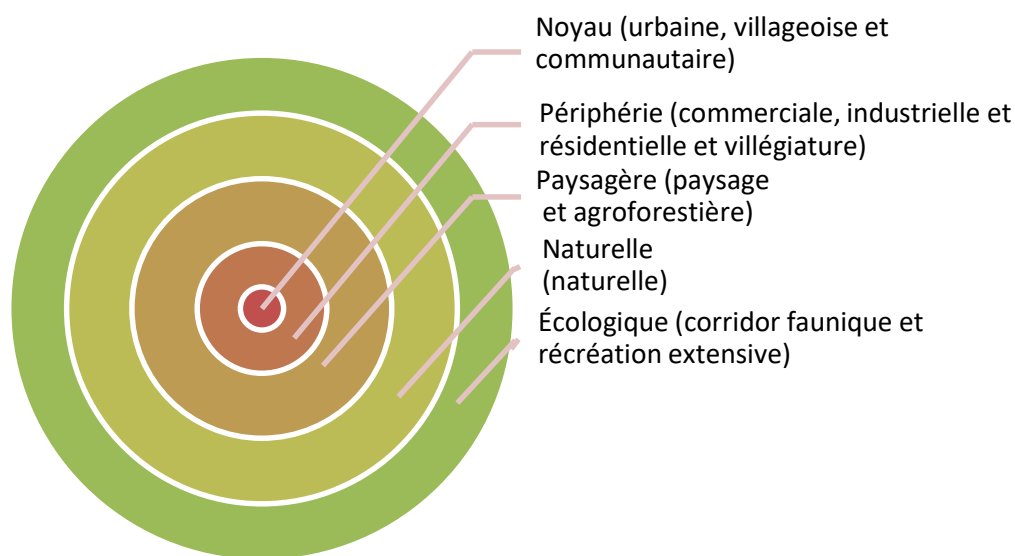 Noyau (urbaine, villageoise et
communautaire)
Périphérie (commerciale, industrielle et
résidentielle et villégiature)
Paysagère (paysage
et agroforestière)
Naturelle
(naturelle)
Écologique (corridor faunique et
récréation extensive)